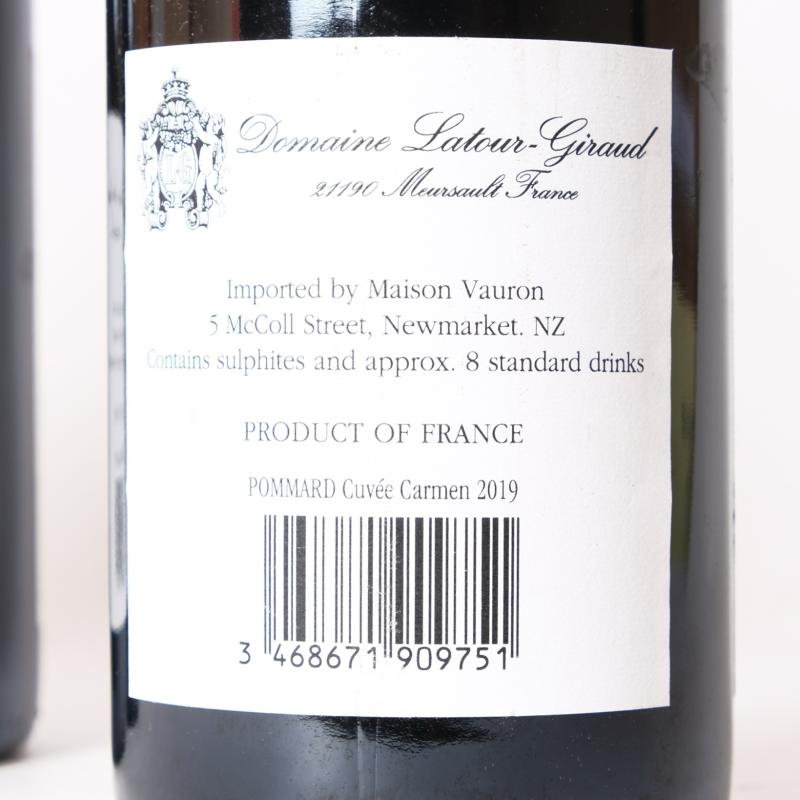 Domaine Latour-Giraud
21190 Meursault France
Imported by Maison Vauron
5 McColl Street, Newmarket. NZ
Contains sulphites and approx. 8 standard drinks
PRODUCT OF FRANCE
POMMARD Cuvée Carmen 2019
3 468671 909751